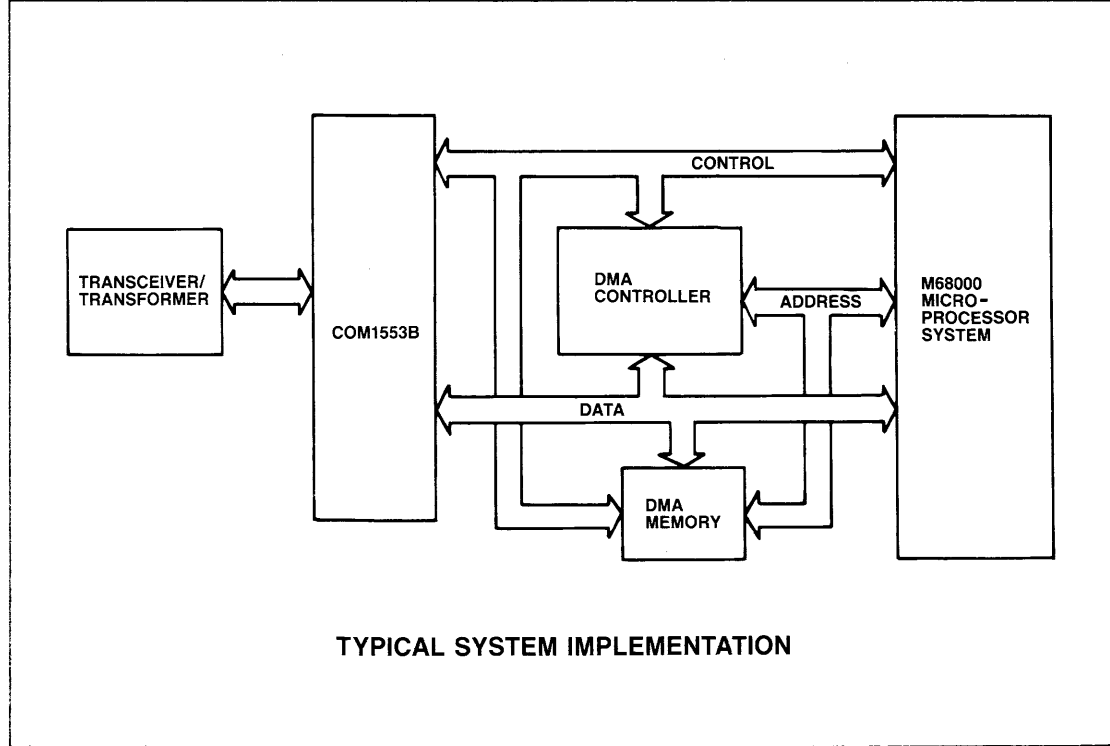 CONTROL
TRANSCEIVER/
TRANSFORMER
COM1553B
DMA
CONTROLLER
ADDRESS
M68000
MICRO-
PROCESSOR
SYSTEM
DATA
DMA
MEMORY
TYPICAL SYSTEM IMPLEMENTATION